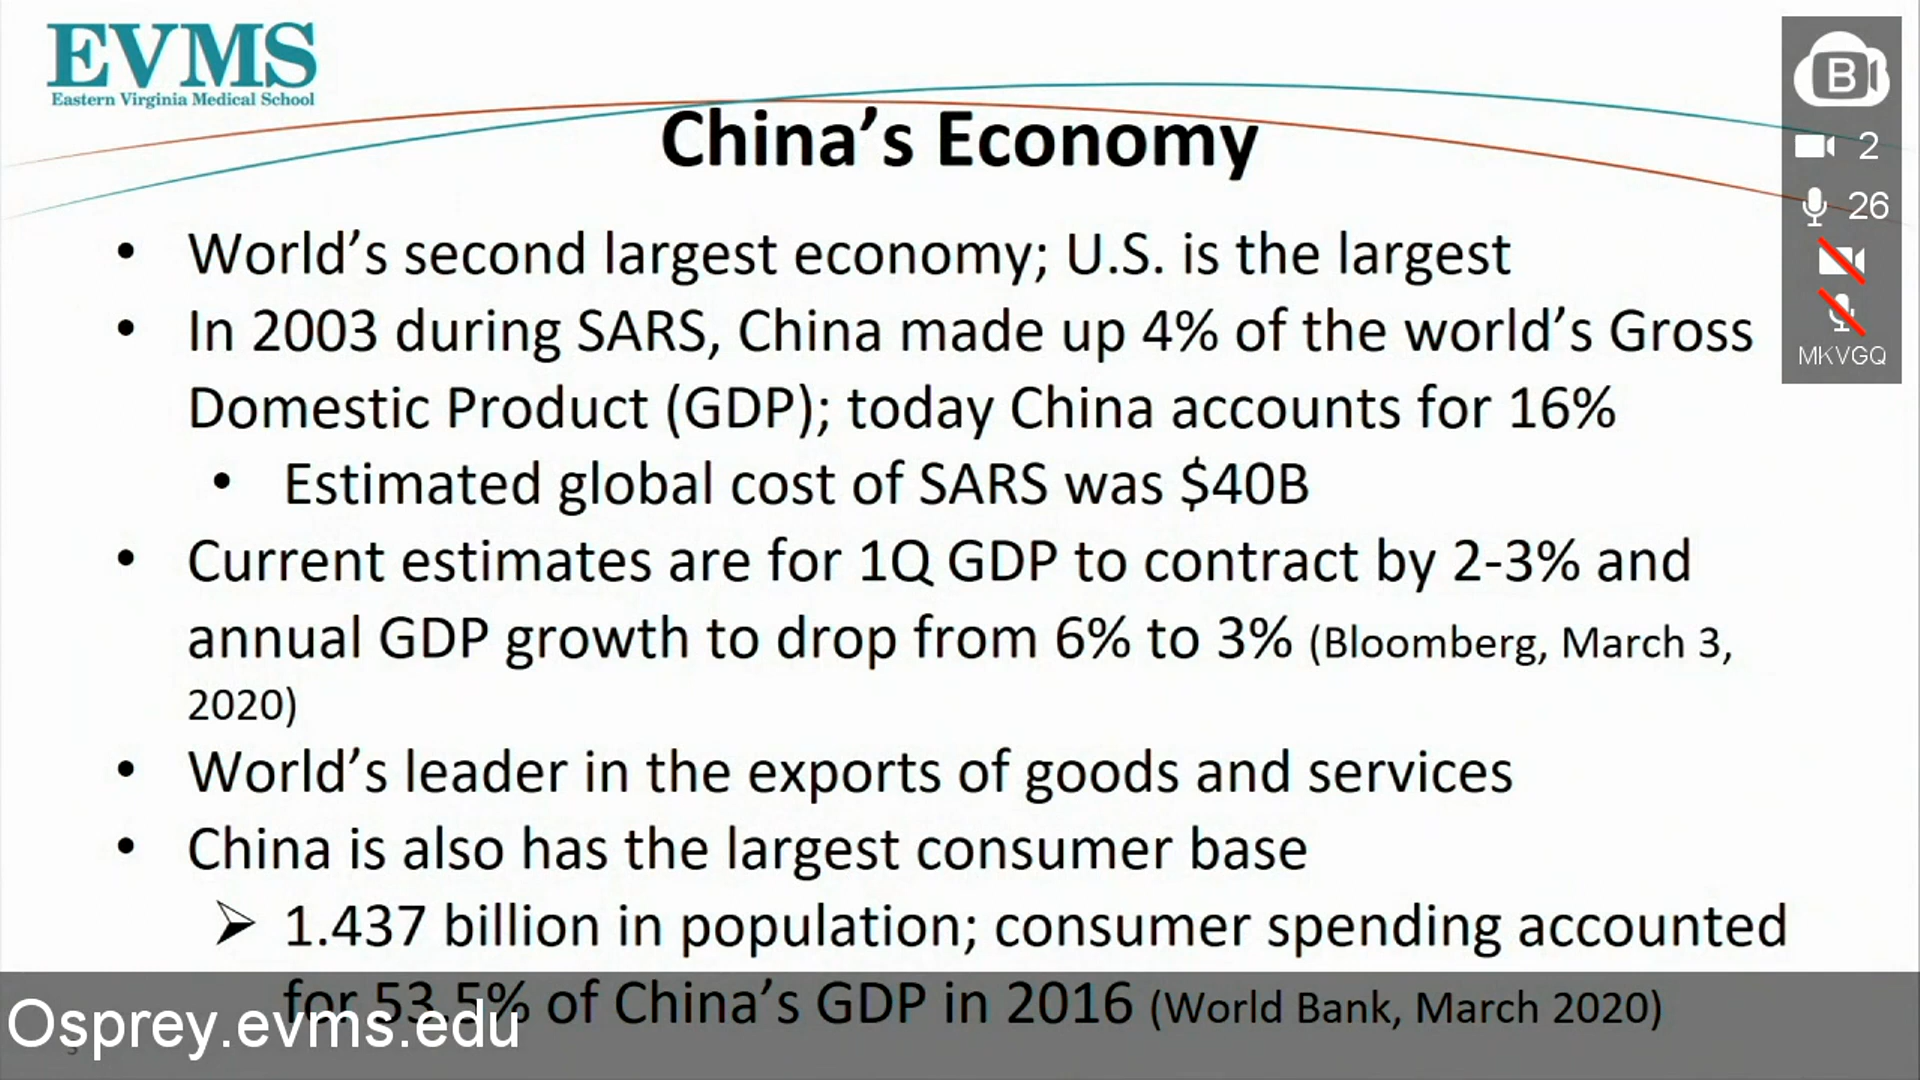 EVMS
Eastern Virginia Medical School
China’s Economy
• World’s second largest economy; U.S. is the largest
• In 2003 during SARS, China made up 4% of the world’s Gross
Domestic Product (GDP); today China accounts for 16%
• Estimated global cost of SARS was $40B
• Current estimates are for 1Q GDP to contract by 2-3% and
annual GDP growth to drop from 6% to 3% (Bloomberg, March 3,
2020)
• World’s leader in the exports of goods and services
• China is also has the largest consumer base
➢ 1.437 billion in population; consumer spending accounted
for 53.5% of China’s GDP in 2016 (World Bank, March 2020)
Osprey.evms.edu
B
2
26
MKVGQ